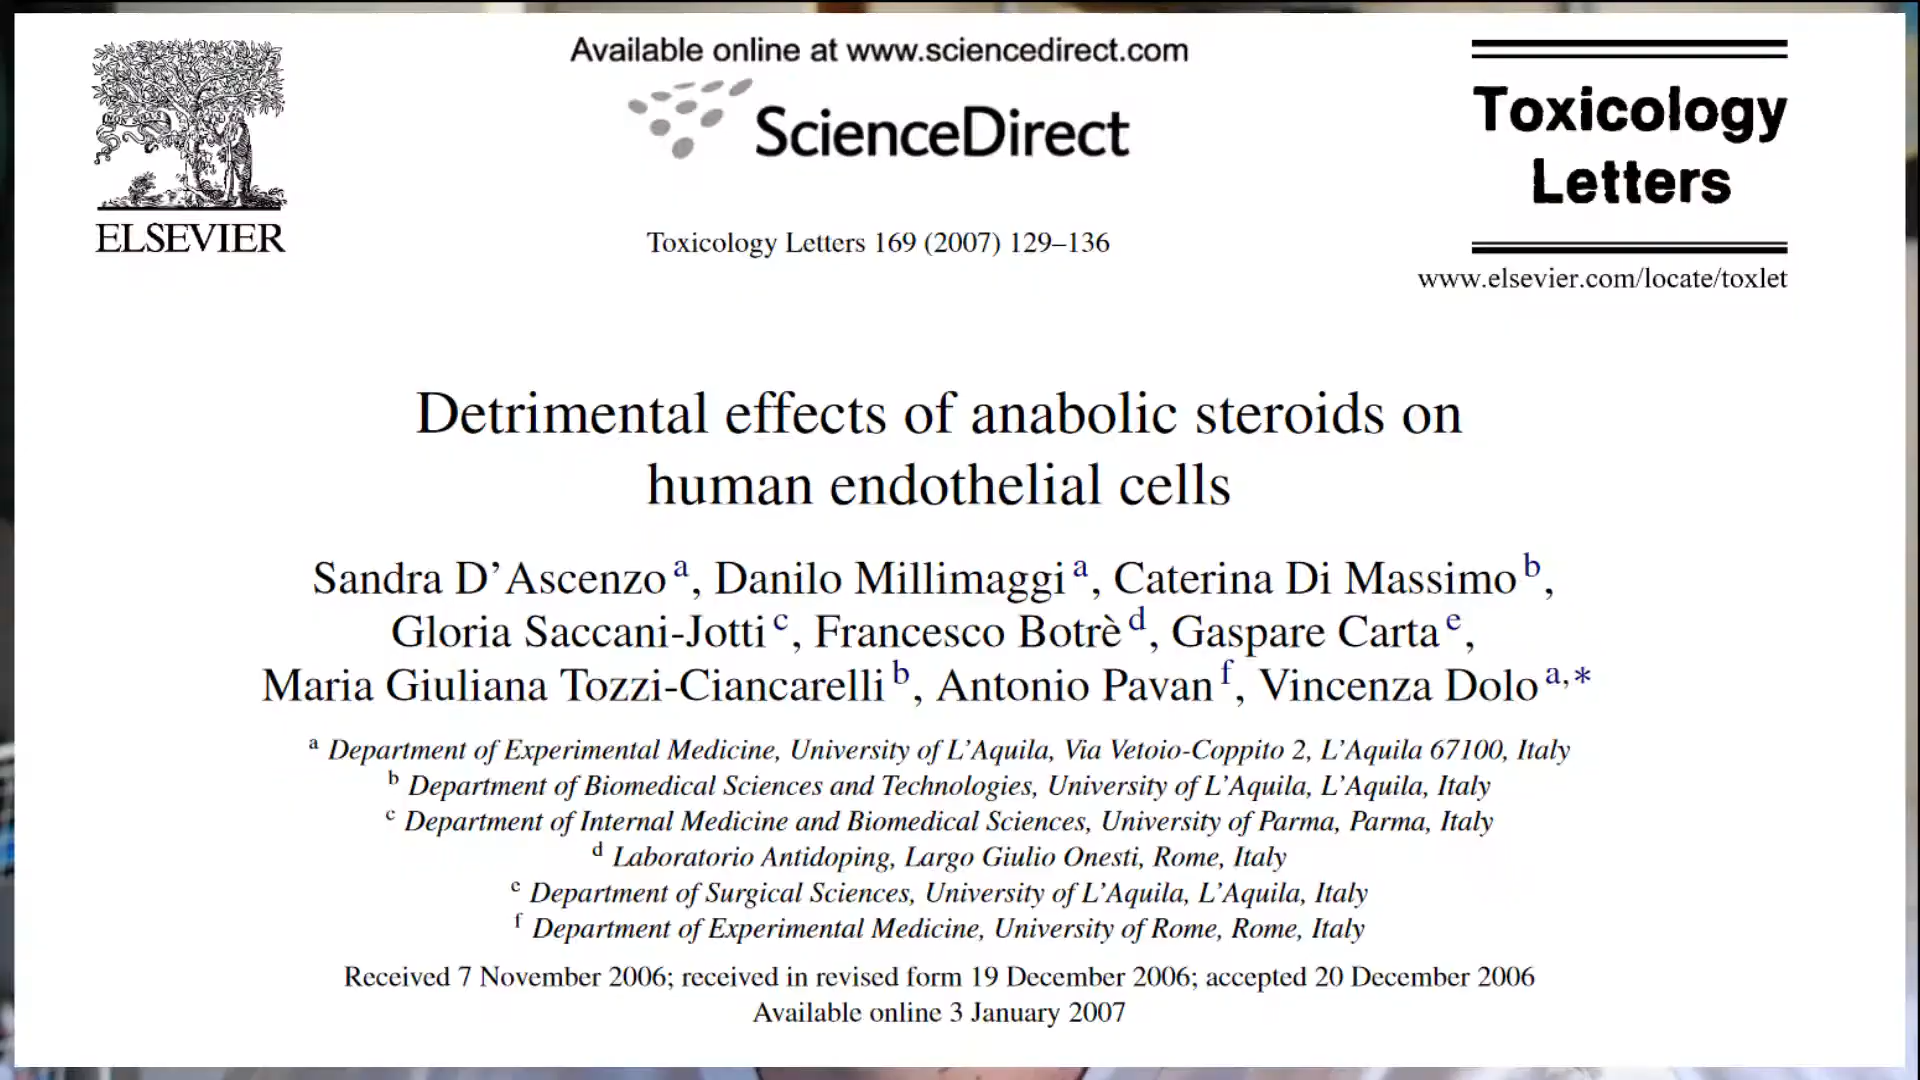 Available online at www.sciencedirect.com
ScienceDirect
ELSEVIER
Toxicology Letters 169 (2007) 129–136
Toxicology
Letters
www.elsevier.com/locate/toxlet
Detrimental effects of anabolic steroids on
human endothelial cells
Sandra D’Ascenzo a, Danilo Millimaggi a, Caterina Di Massimo b,
Gloria Saccani-Jotti c, Francesco Botrè d, Gaspare Carta e,
Maria Giuliana Tozzi-Ciancarelli b, Antonio Pavan f, Vincenza Dolo a,*
a Department of Experimental Medicine, University of L’Aquila, Via Vetoio-Coppito 2, L’Aquila 67100, Italy
b Department of Biomedical Sciences and Technologies, University of L’Aquila, L’Aquila, Italy
c Department of Internal Medicine and Biomedical Sciences, University of Parma, Parma, Italy
d Laboratorio Antidoping, Largo Giulio Onesti, Rome, Italy
e Department of Surgical Sciences, University of L’Aquila, L’Aquila, Italy
f Department of Experimental Medicine, University of Rome, Rome, Italy
Received 7 November 2006; received in revised form 19 December 2006; accepted 20 December 2006
Available online 3 January 2007